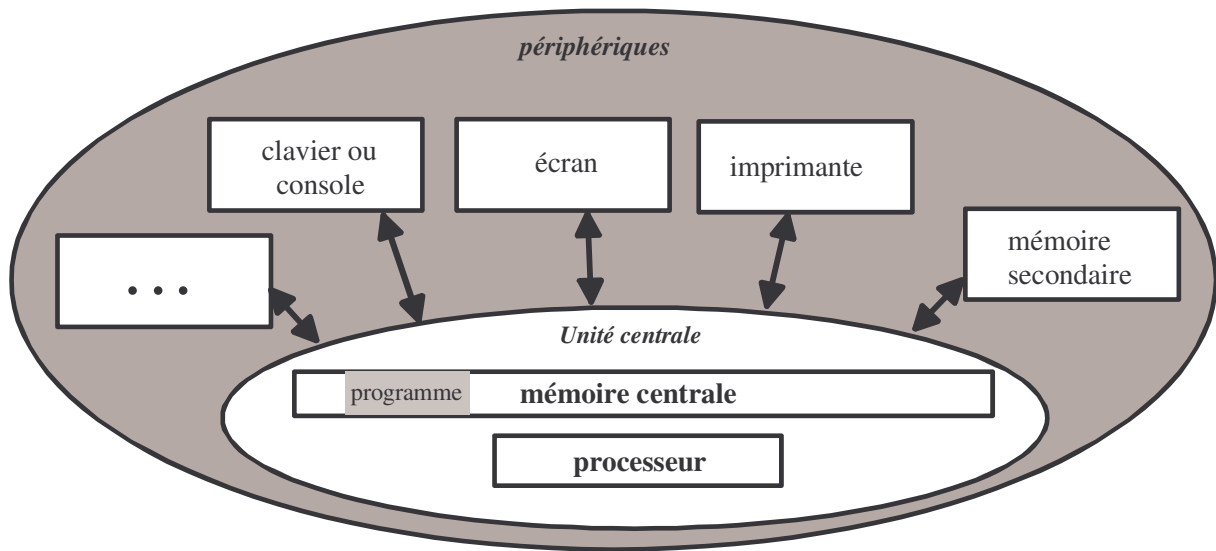 périphériques
clavier ou
console
écran
imprimante
mémoire
secondaire
• • •
Unité centrale
programme
mémoire centrale
processeur